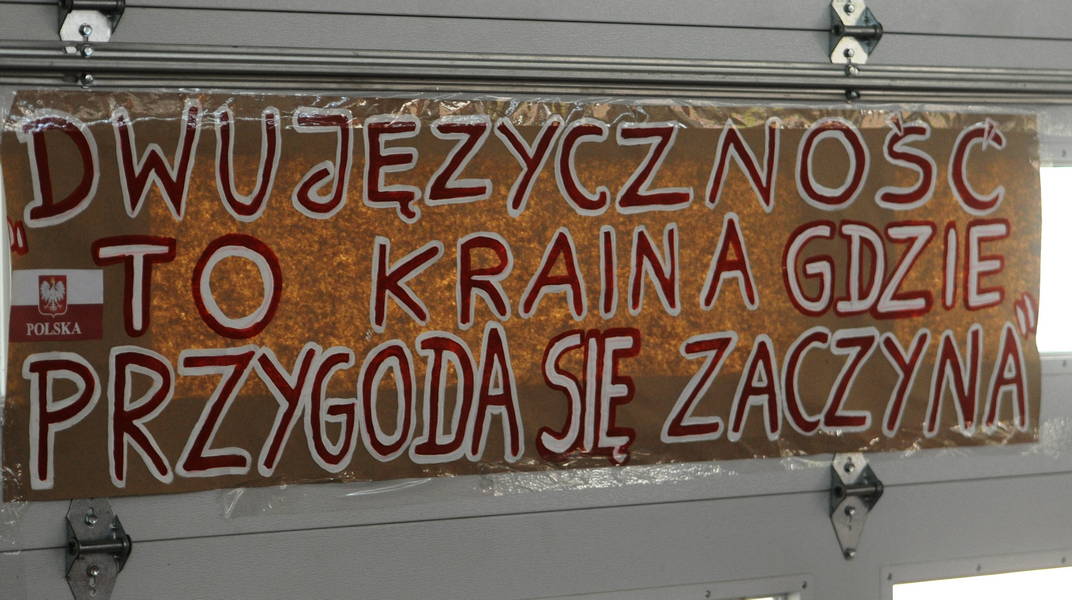 DWUJĘZYCZNOŚĆ
"TO KRAINA GDZIE
POLSKA
PRZYGODA SIĘ ZACZYNA"